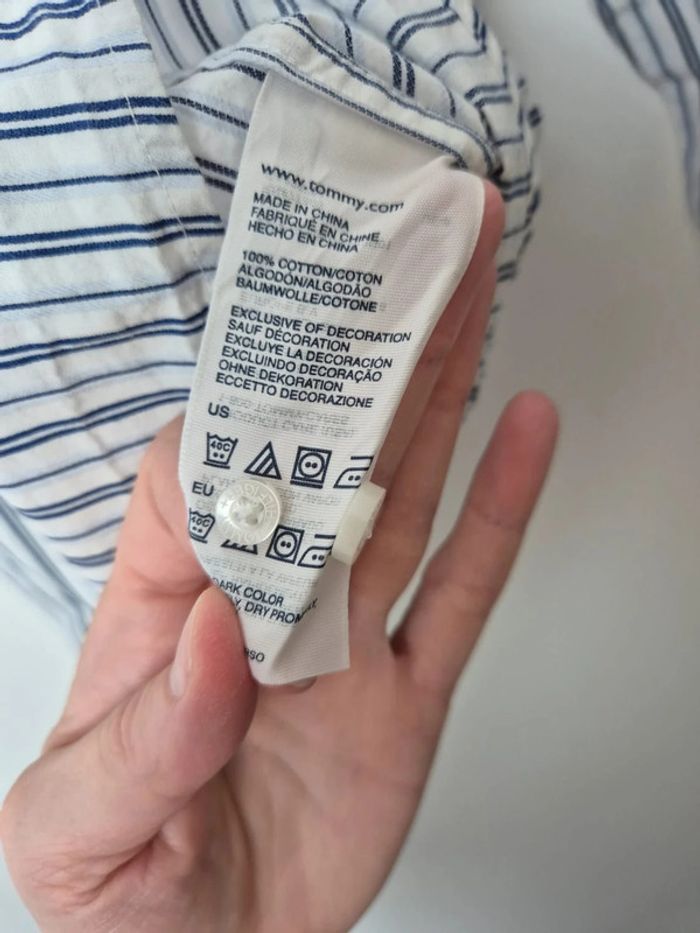 www.tommy.com
MADE IN CHINA
FABRIQUÉ EN CHINE
HECHO EN CHINA
100% COTTON/COTON
ALGODÓN/ALGODÃO
BAUMWOLLE/COTONE
EXCLUSIVE OF DECORATION
SAUF DÉCORATION
EXCLUYE LA DECORACIÓN
EXCLUINDO DECORAÇÃO
OHNE DEKORATION
ECCETTO DECORAZIONE
US
40C
EU
40C
DARK COLOR
DRY